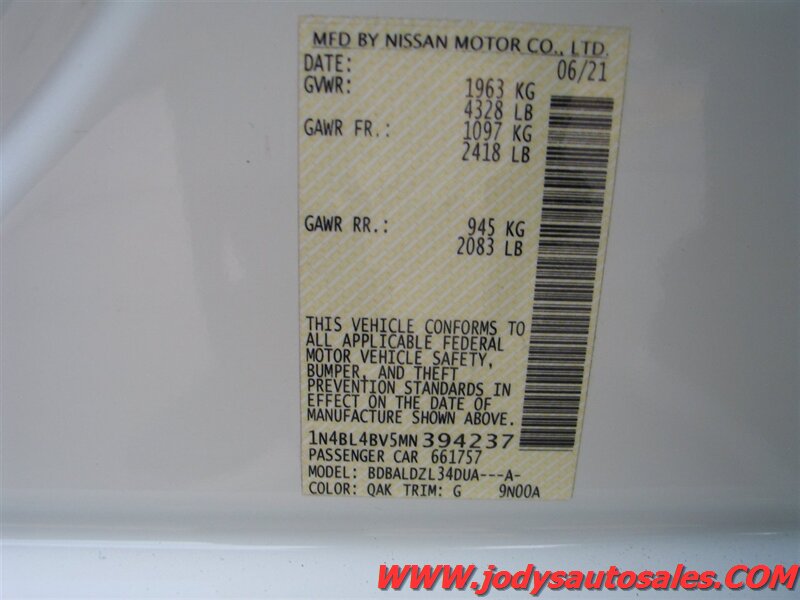 MFD BY NISSAN MOTOR CO., LTD.
DATE: 06/21
GVWR: 1963 KG
4328 LB
GAWR FR.: 1097 KG
2418 LB
GAWR RR.: 945 KG
2083 LB
THIS VEHICLE CONFORMS TO
ALL APPLICABLE FEDERAL
MOTOR VEHICLE SAFETY,
BUMPER, AND THEFT
PREVENTION STANDARDS IN
EFFECT ON THE DATE OF
MANUFACTURE SHOWN ABOVE.
1N4BL4BV5MN394237
PASSENGER CAR 661757
MODEL: BDBALDZL34DUA---A-
COLOR: QAK TRIM: G 9N00A
www.jodysautosales.COM